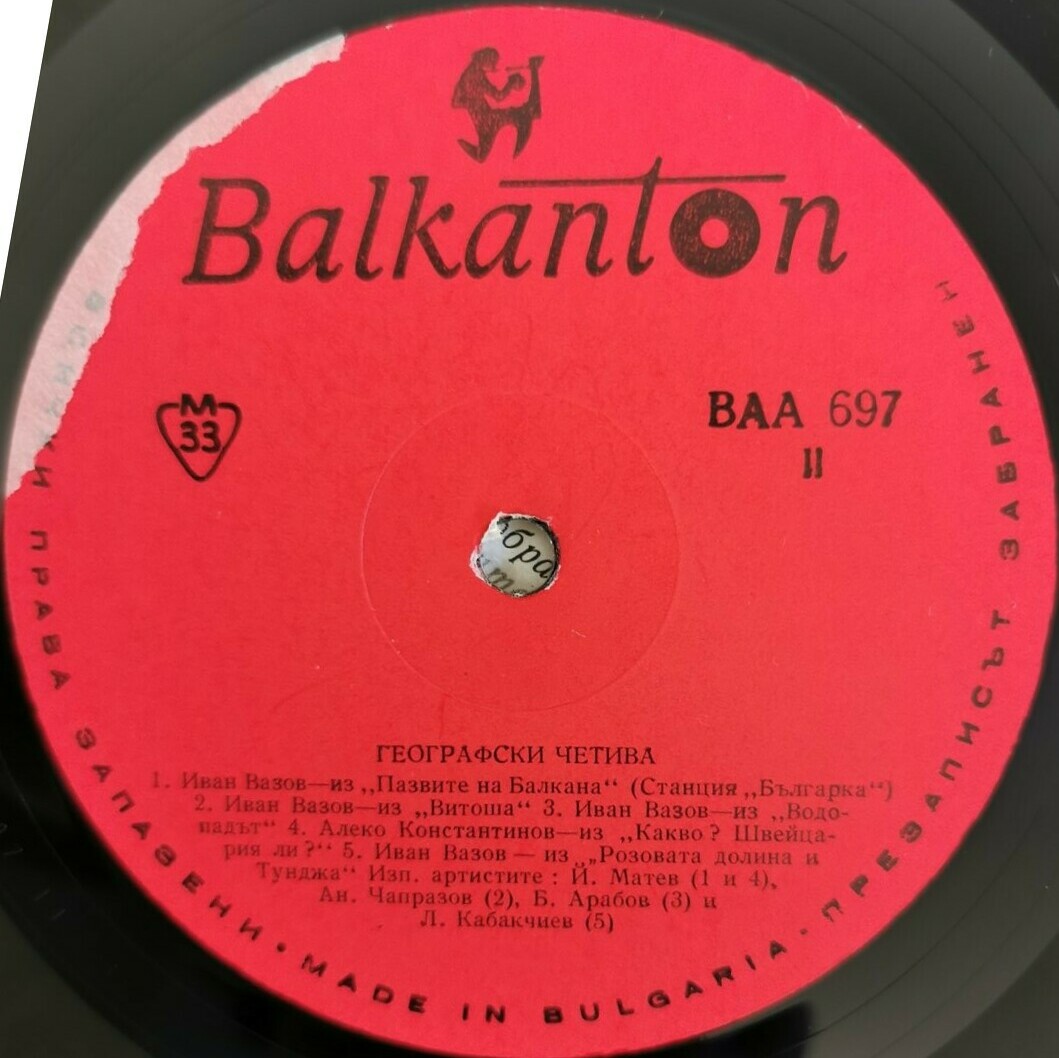 Balkanton
М
33
ВАА 697
II
ГЕОГРАФСКИ ЧЕТИВА
1. Иван Вазов—из „Пазвите на Балкана“ (Станция „Българка“)
2. Иван Вазов—из „Витоша“ 3. Иван Вазов—из „Водо-
падът“ 4. Алеко Константинов—из „Какво? Швейца-
рия ли?“ 5. Иван Вазов — из „Розовата долина и
Тунджа“ Изп. артистите: Й. Матев (1 и 4),
Ан. Чапразов (2), Б. Арабов (3) и
Л. Кабакчиев (5)
ПРАВА ЗАПАЗЕНИ · MADE IN BULGARIA · ПРЕЗАПИСЪТ ЗАБРАНЕН